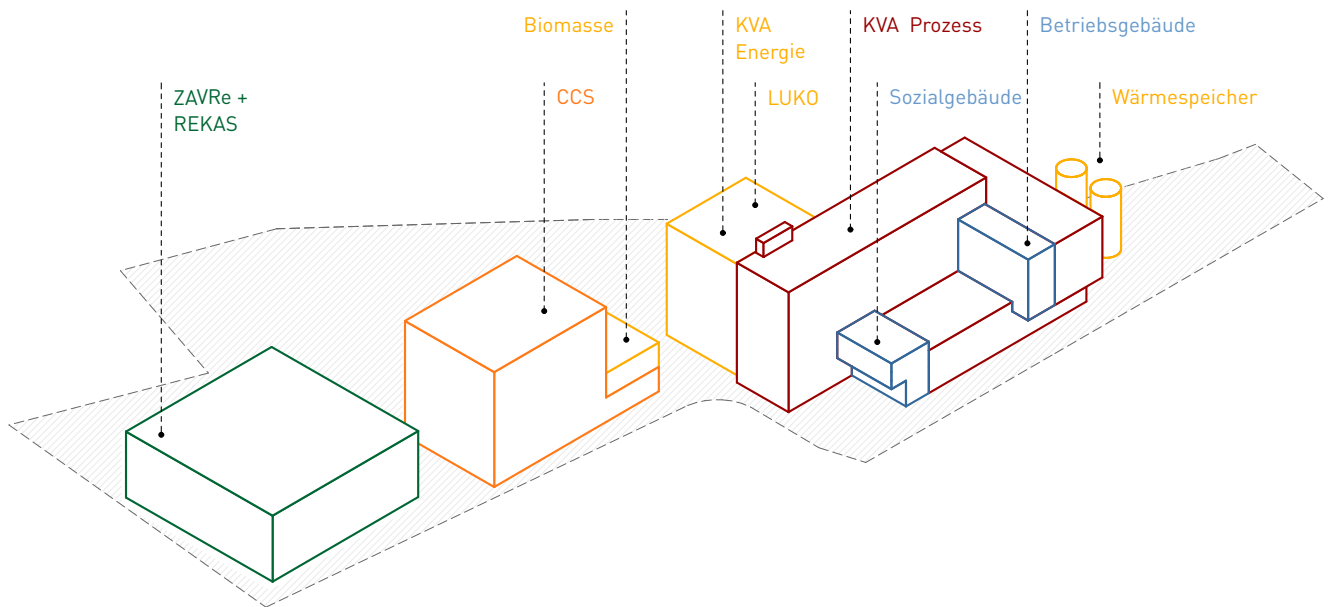 Biomasse
KVA
Energie
KVA Prozess
Betriebsgebäude
ZAVRe +
REKAS
CCS
LUKO
Sozialgebäude
Wärmespeicher